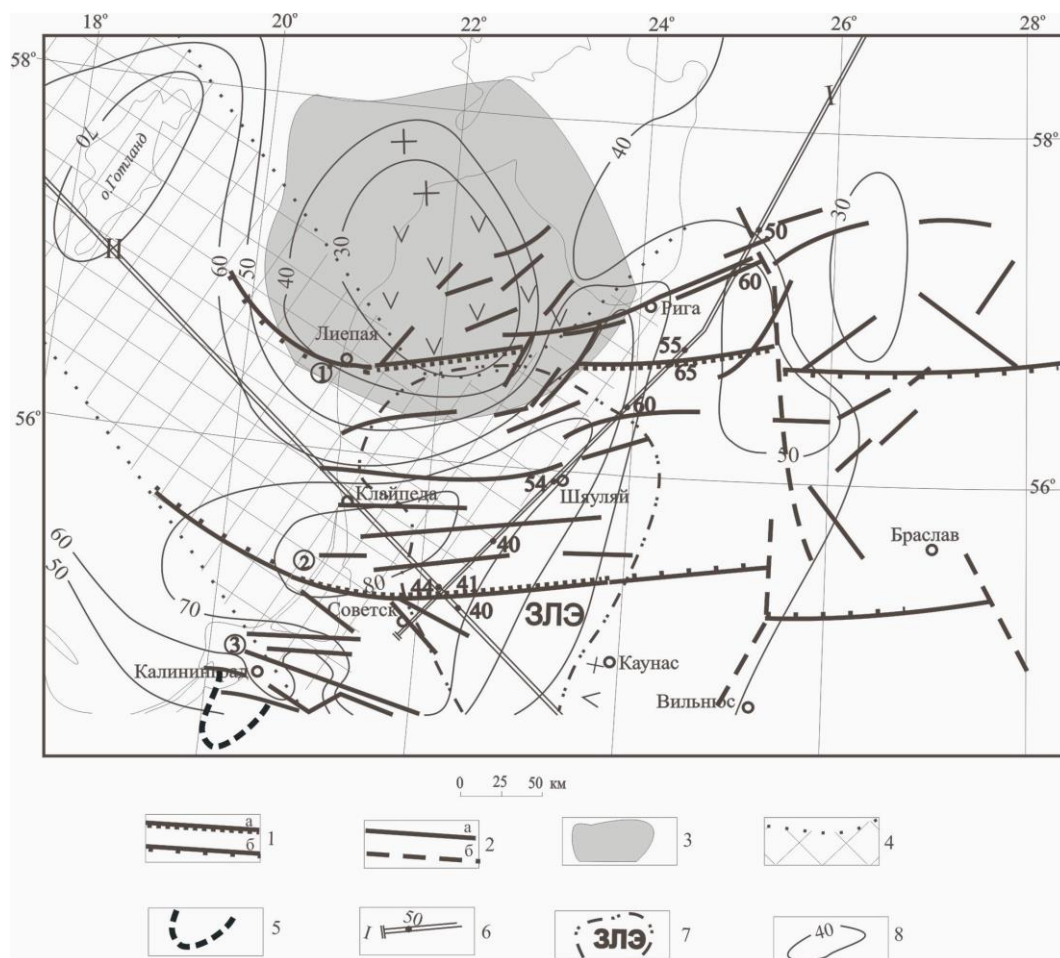 18° 20° 22° 24° 26° 28°
58°
58°
70
о.Готланд
II
I
40
30
30
60 50 40
50
60
Рига
Лиепая
1
55
65
60
56°
50
56°
54 Шяуляй
Клайпеда
Браслав
60
50
2
40
80
44 41
40
70
Советск
ЗЛЭ
3
Калининград
Каунас
Вильнюс
0 25 50 км
а
б
1
а
б
2
3
4
5
I 50 6
ЗЛЭ 7
40 8